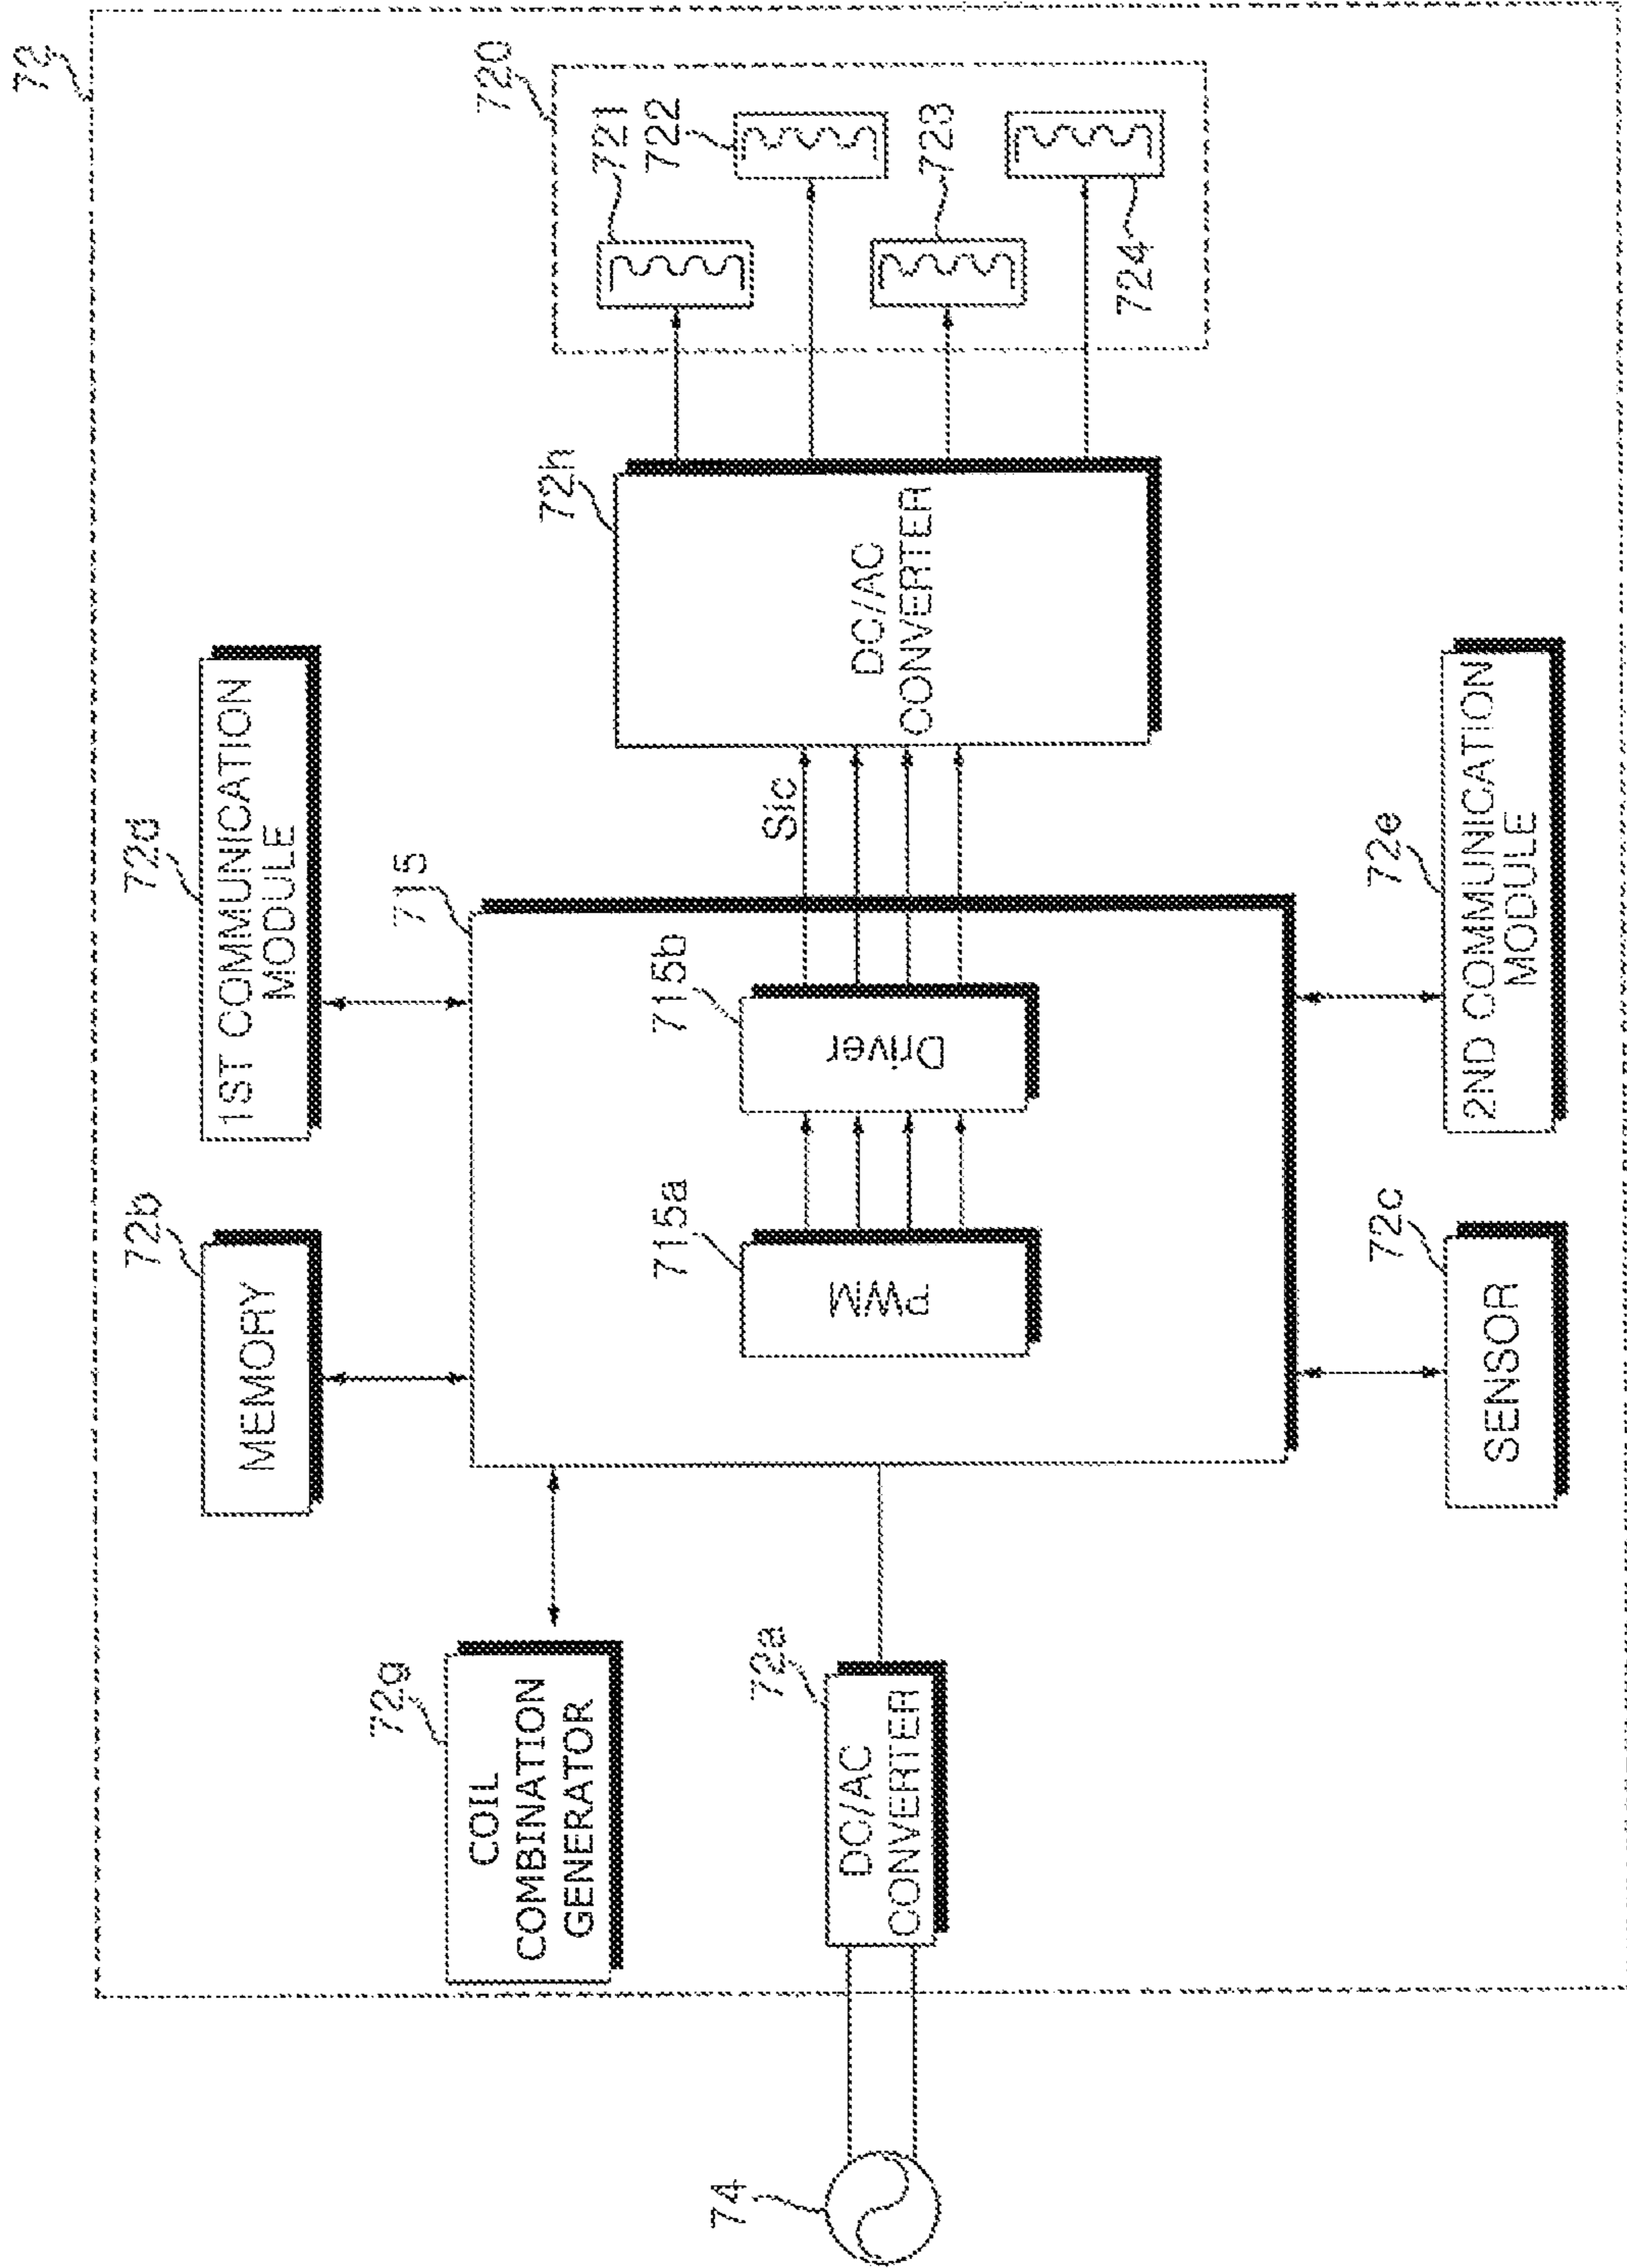 72
720
721
722
723
724
72h
DC/AC
CONVERTER
72d
1ST COMMUNICATION
MODULE
72b
MEMORY
715
Sic
715b
Driver
715a
PWM
72e
2ND COMMUNICATION
MODULE
72c
SENSOR
72g
COIL
COMBINATION
GENERATOR
72a
DC/AC
CONVERTER
74